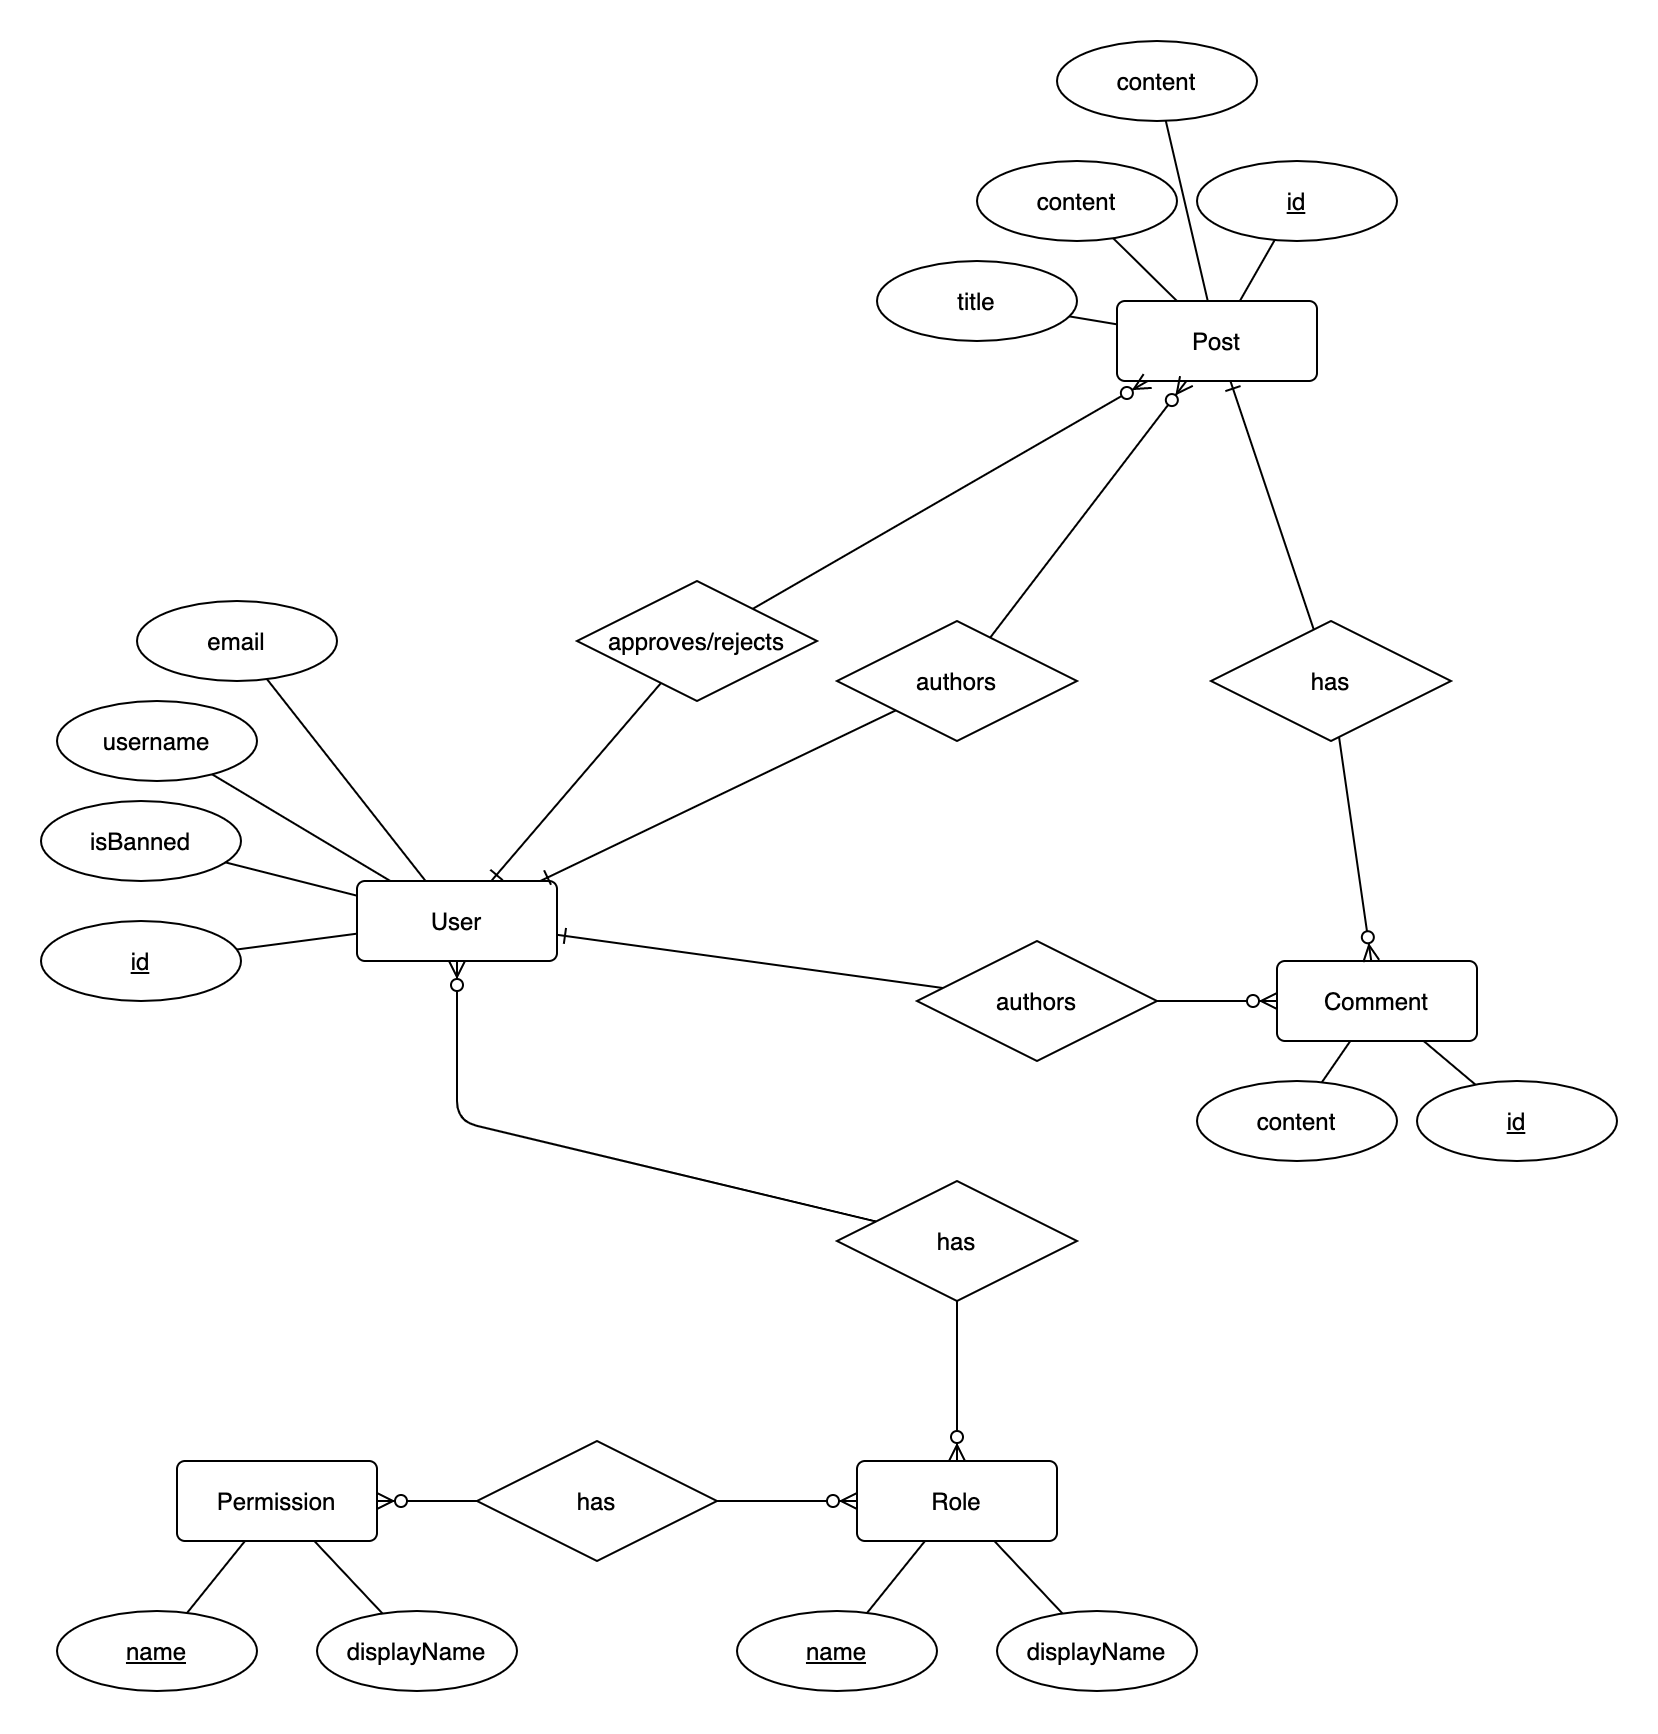 content
content
id
title
Post
approves/rejects
email
authors
has
username
isBanned
User
id
authors
Comment
content
id
has
Permission
has
Role
name
displayName
name
displayName